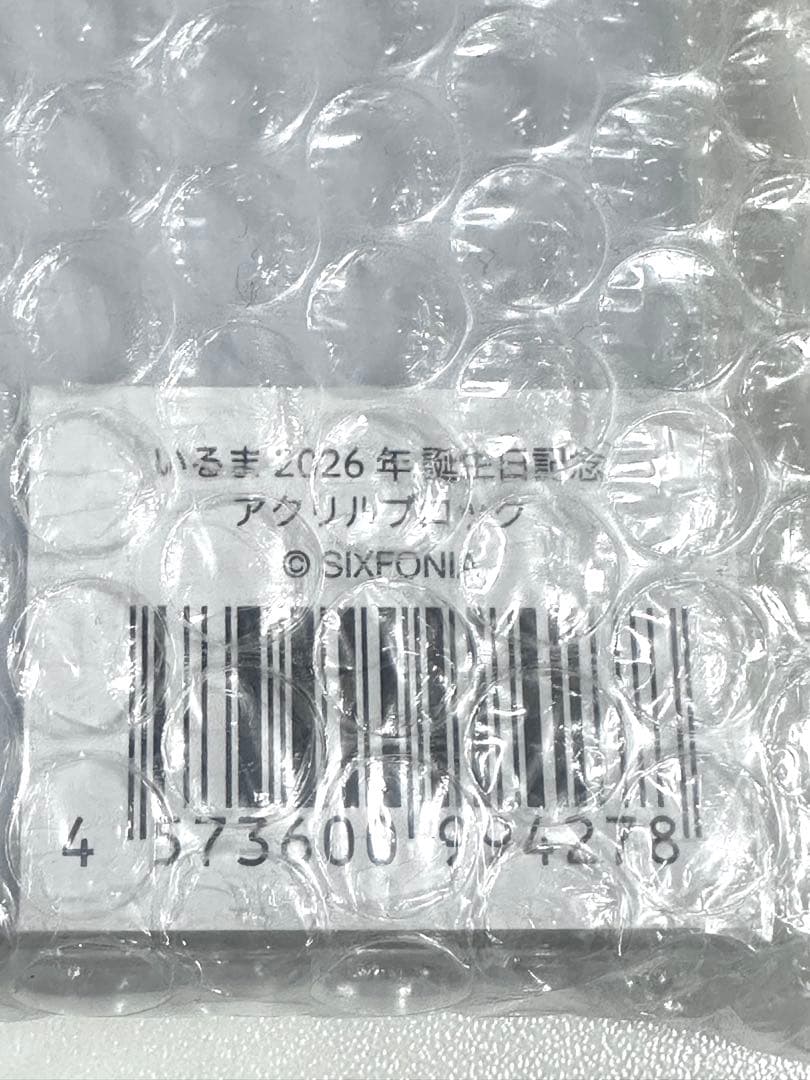 いるま 2026 年 誕生日記念
アクリルブロック
© SIXFONIA
4 573600 994278